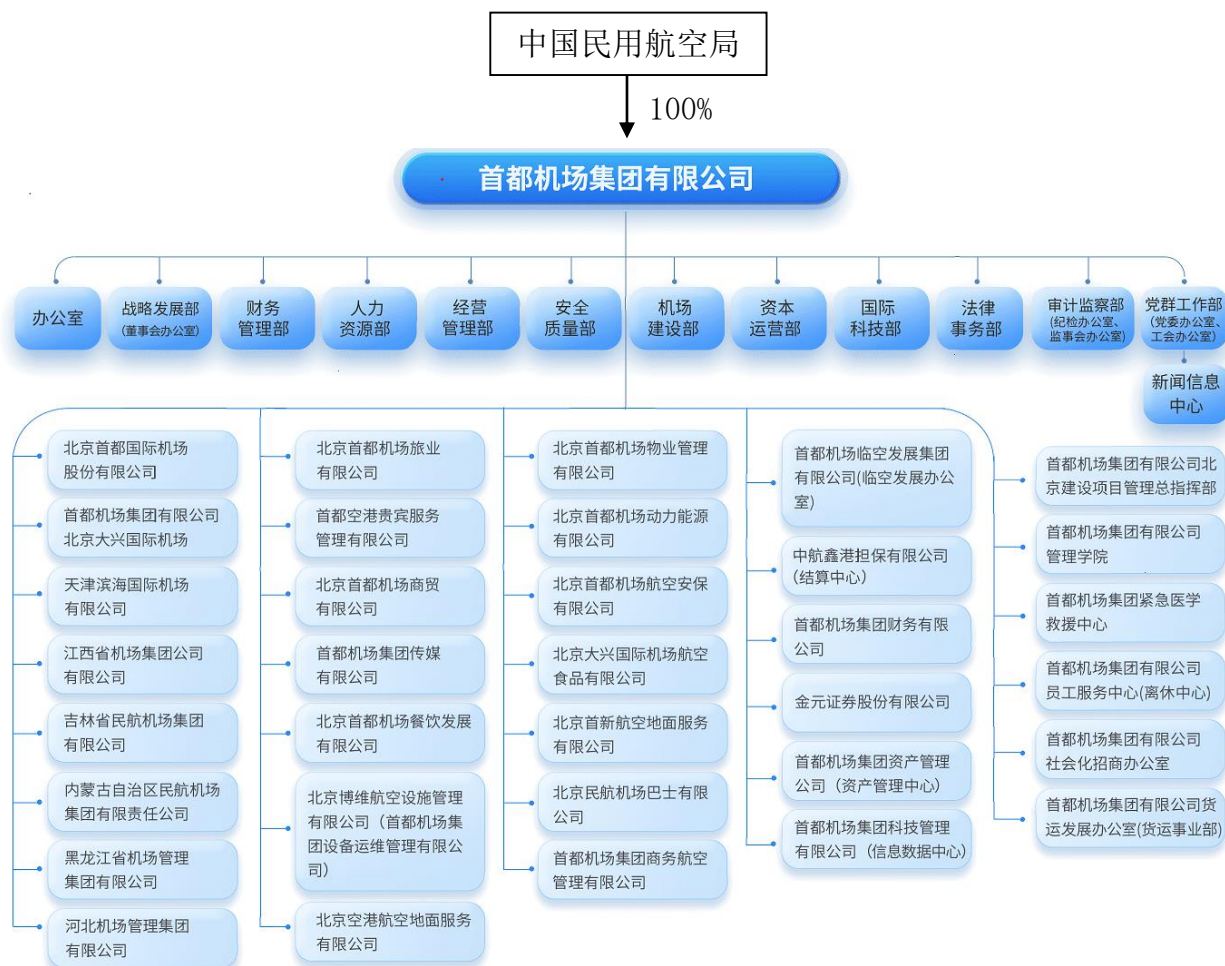 中国民用航空局
100%
首都机场集团有限公司
办公室
战略发展部
(董事会办公室)
财务
管理部
人力
资源部
经营
管理部
安全
质量部
机场
建设部
资本
运营部
国际
科技部
法律
事务部
审计监察部
(纪检办公室、
监事会办公室)
党群工作部
(党委办公室、
工会办公室)
新闻信息
中心
北京首都国际机场
股份有限公司
首都机场集团有限公司
北京大兴国际机场
天津滨海国际机场
有限公司
江西省机场集团公司
有限公司
吉林省民航机场集团
有限公司
内蒙古自治区民航机场
集团有限责任公司
黑龙江省机场管理
集团有限公司
河北机场管理集团
有限公司
北京首都机场旅业
有限公司
首都空港贵宾服务
管理有限公司
北京首都机场商贸
有限公司
首都机场集团传媒
有限公司
北京首都机场餐饮发展
有限公司
北京博维航空设施管理
有限公司（首都机场集
团设备运维管理有限公
司）
北京空港航空地面服务
有限公司
北京首都机场物业管理
有限公司
北京首都机场动力能源
有限公司
北京首都机场航空安保
有限公司
北京大兴国际机场航空
食品有限公司
北京首新航空地面服务
有限公司
北京民航机场巴士有限
公司
首都机场集团商务航空
管理有限公司
首都机场临空发展集团
有限公司(临空发展办公
室)
中航鑫港担保有限公司
（结算中心）
首都机场集团财务有限
公司
金元证券股份有限公司
首都机场集团资产管理
公司（资产管理中心）
首都机场集团科技管理
有限公司（信息数据中心)
首都机场集团有限公司北
京建设项目管理总指挥部
首都机场集团有限公司
管理学院
首都机场集团紧急医学
救援中心
首都机场集团有限公司
员工服务中心(离休中心)
首都机场集团有限公司
社会化招商办公室
首都机场集团有限公司货
运发展办公室(货运事业部)